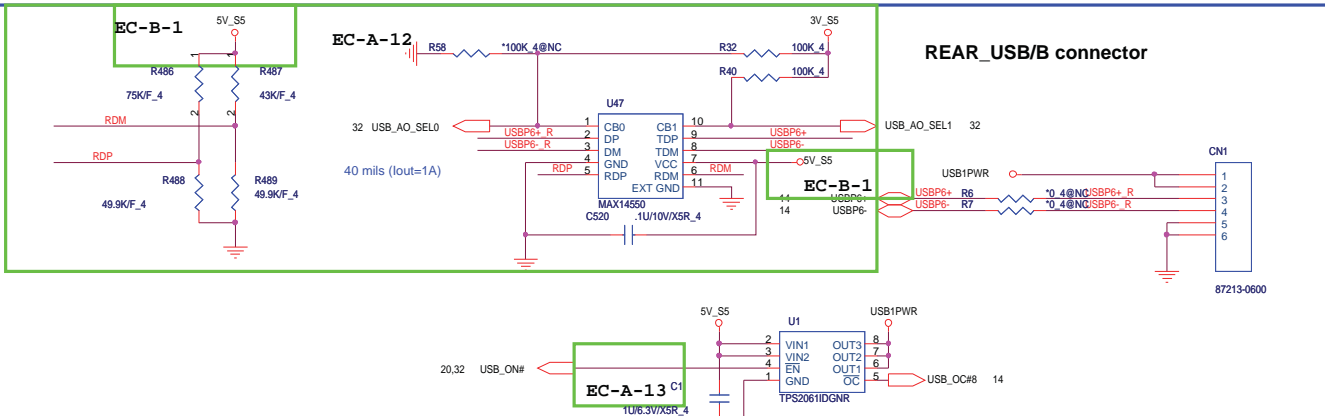 EC-B-1
5V_S5
EC-A-12
3V_S5
R58
*100K_4@NC
R32
100K_4
R40
100K_4
REAR_USB/B connector
1
1
R486
R487
75K/F_4
43K/F_4
2
2
RDM
RDP
R488
R489
49.9K/F_4
49.9K/F_4
U47
32 USB_AO_SEL0
USB_AO_SEL1 32
1 CB0 CB1 10
USBP6+_R 2 DP TDP 9 USBP6+
USBP6-_R 3 DM TDM 8 USBP6-
4 GND VCC 7 5V_S5
RDP 5 RDP RDM 6 RDM
EXT GND 11
MAX14550
40 mils (Iout=1A)
C520 .1U/10V/X5R_4
EC-B-1
USB1PWR
CN1
14 USBP6+ USBP6+ R6 *0_4@NC USBP6+_R
14 USBP6- USBP6- R7 *0_4@NC USBP6-_R
1
2
3
4
5
6
87213-0600
5V_S5
U1
USB1PWR
2 VIN1 OUT3 8
3 VIN2 OUT2 7
20,32 USB_ON# 4 EN OUT1 6
1 GND OC 5 USB_OC#8 14
TPS2061IDGNR
EC-A-13
C1
1U/6.3V/X5R_4